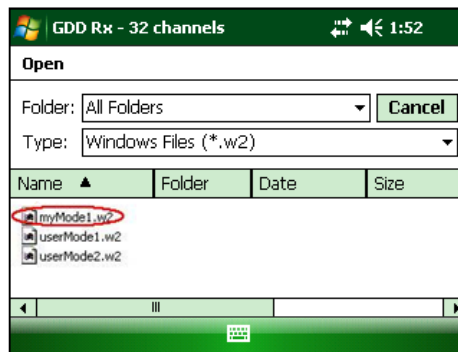 GDD Rx - 32 channels 1:52
Open
Folder: All Folders Cancel
Type: Windows Files (*.w2)
Name Folder Date Size
myMode1.w2
userMode1.w2
userMode2.w2